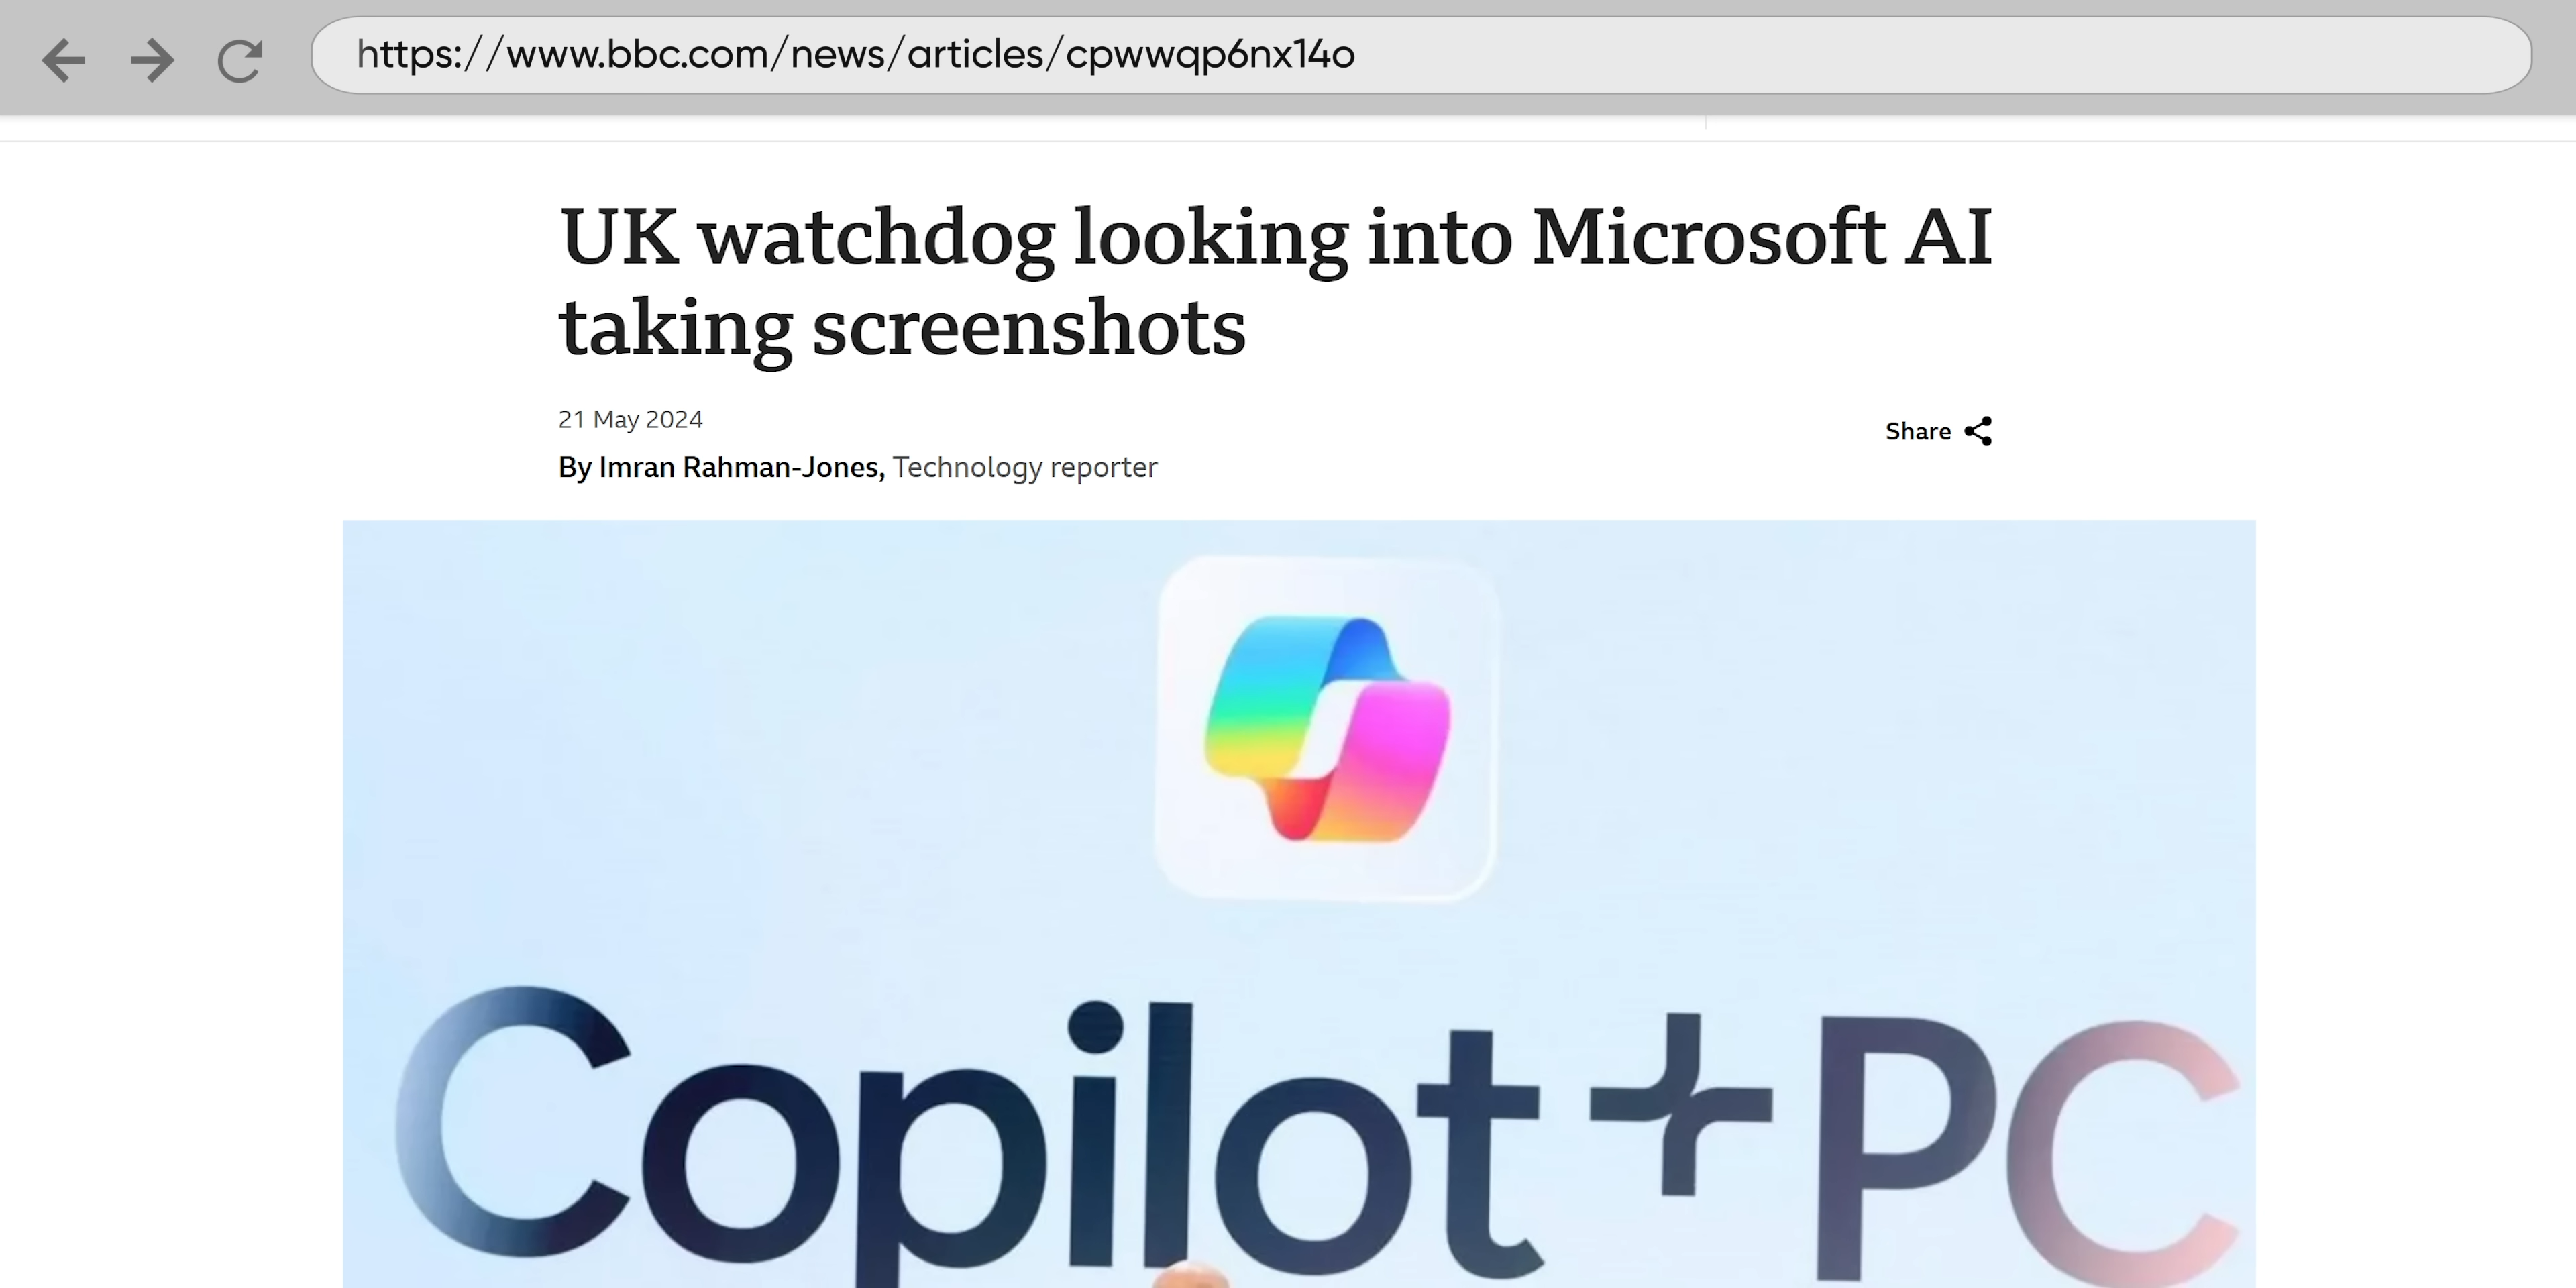 https://www.bbc.com/news/articles/cpwwqp6nx14o
UK watchdog looking into Microsoft AI
taking screenshots
21 May 2024
Share
By Imran Rahman-Jones, Technology reporter
Copilot+PC